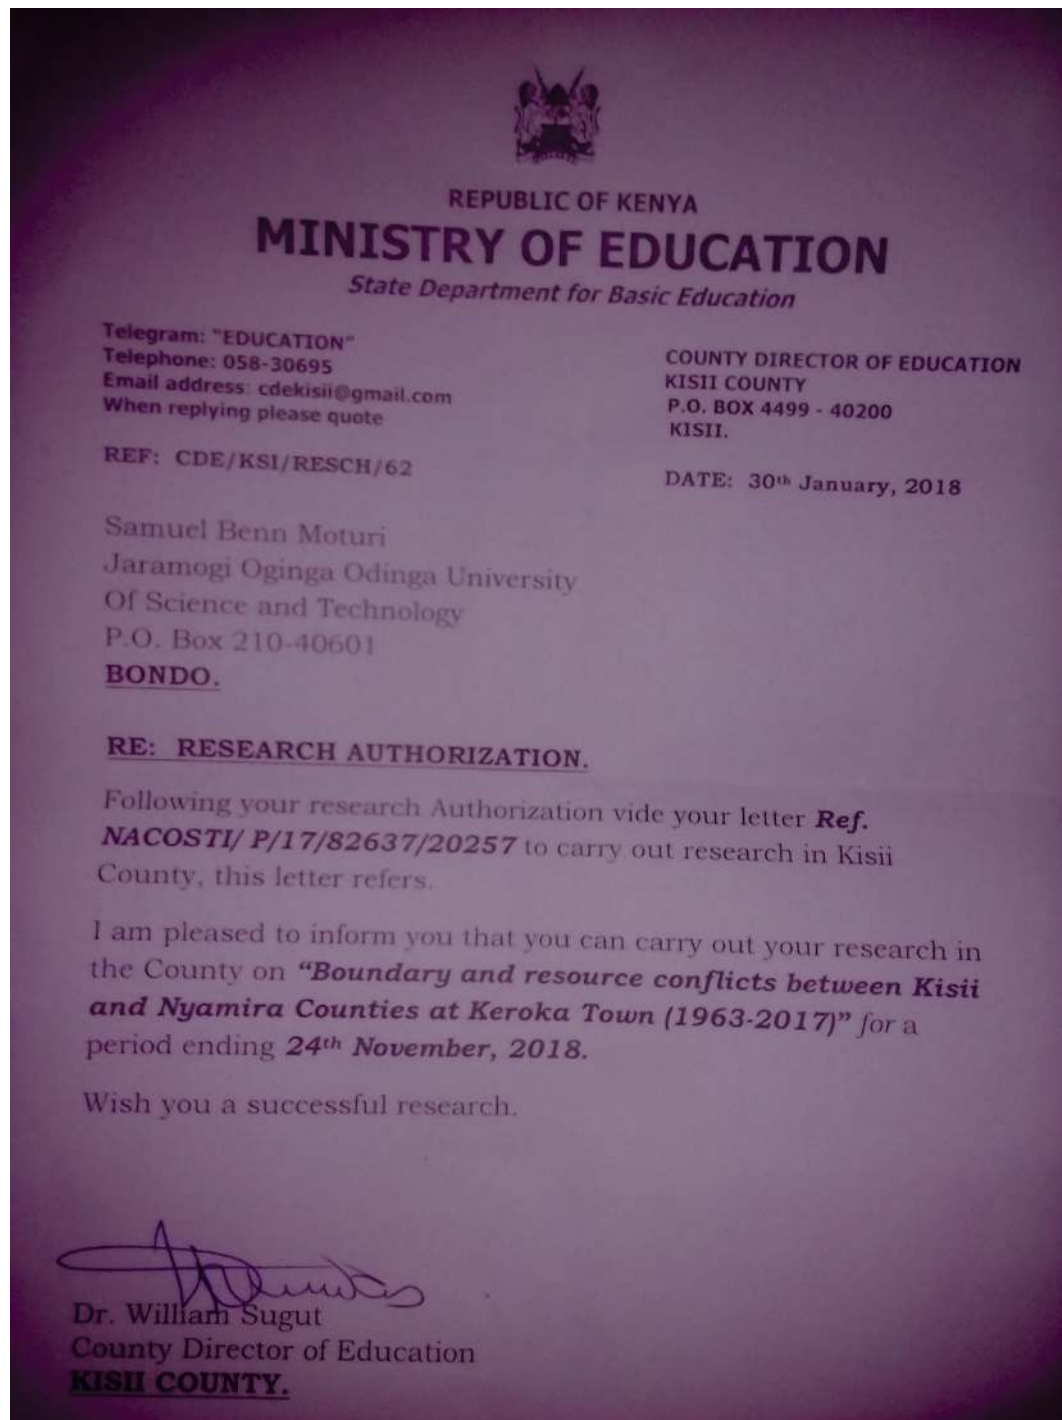 REPUBLIC OF KENYA
MINISTRY OF EDUCATION
State Department for Basic Education
Telegram: "EDUCATION"
Telephone: 058-30695
Email address: cdekisii@gmail.com
When replying please quote
COUNTY DIRECTOR OF EDUCATION
KISII COUNTY
P.O. BOX 4499 - 40200
KISII.
REF: CDE/KSI/RESCH/62
DATE: 30th January, 2018
Samuel Benn Moturi
Jaramogi Oginga Odinga University
Of Science and Technology
P.O. Box 210-40601
BONDO.
RE: RESEARCH AUTHORIZATION.
Following your research Authorization vide your letter Ref.
NACOSTI/ P/17/82637/20257 to carry out research in Kisii
County, this letter refers.
I am pleased to inform you that you can carry out your research in
the County on “Boundary and resource conflicts between Kisii
and Nyamira Counties at Keroka Town (1963-2017)” for a
period ending 24th November, 2018.
Wish you a successful research.
Dr. William Sugut
County Director of Education
KISII COUNTY.